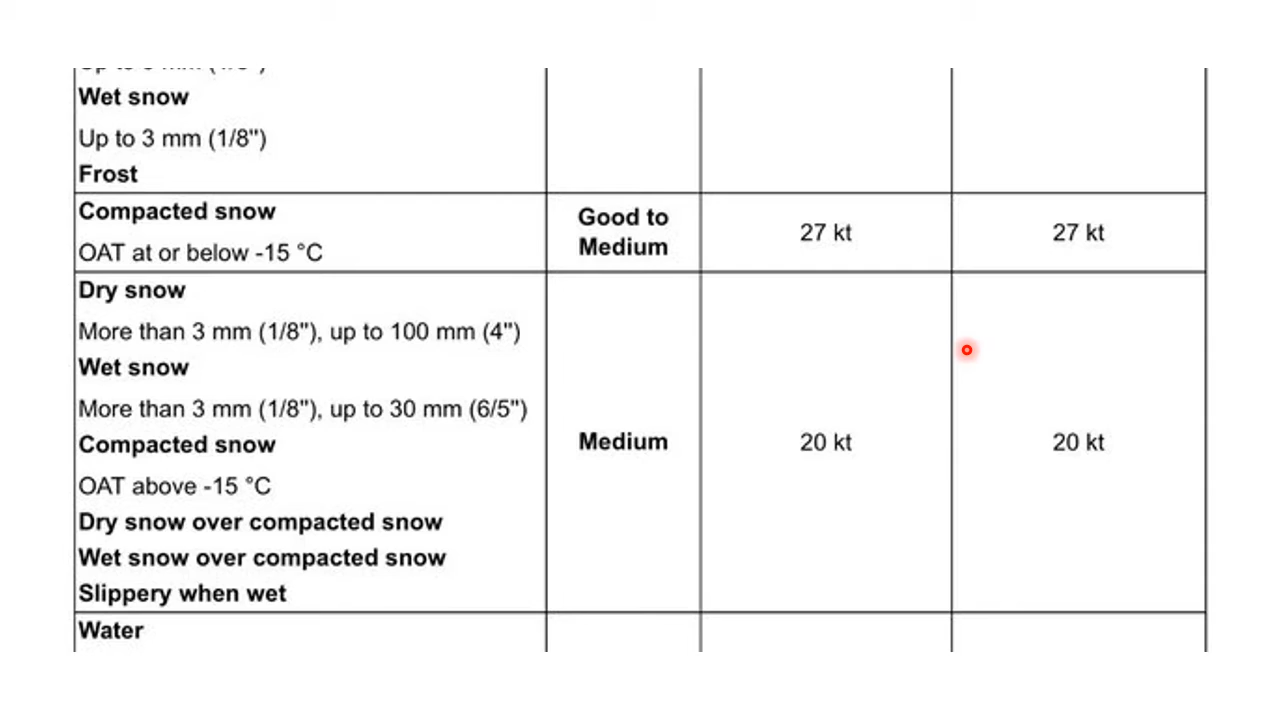 Wet snow
Up to 3 mm (1/8")
Frost
Compacted snow
OAT at or below -15 °C
Good to
Medium
27 kt
27 kt
Dry snow
More than 3 mm (1/8"), up to 100 mm (4")
Wet snow
More than 3 mm (1/8"), up to 30 mm (6/5")
Compacted snow
OAT above -15 °C
Dry snow over compacted snow
Wet snow over compacted snow
Slippery when wet
Medium
20 kt
20 kt
Water